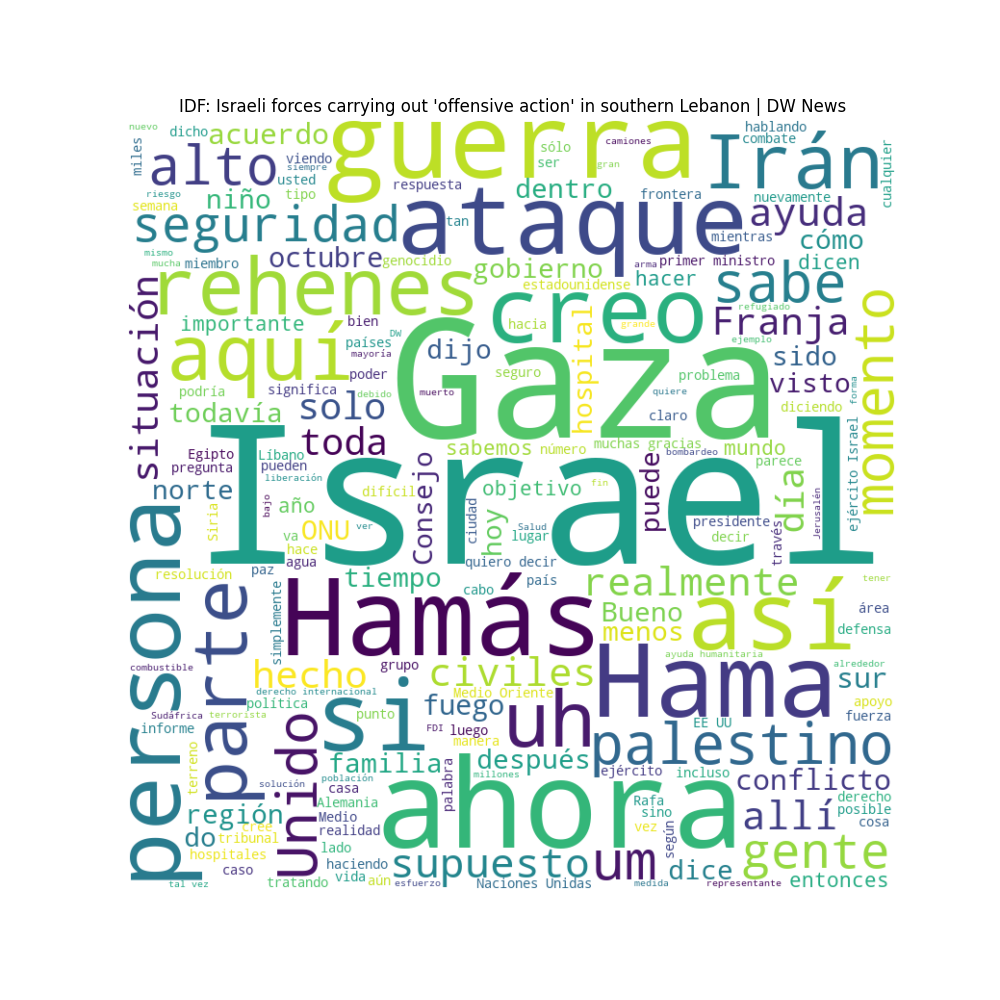 IDF: Israeli forces carrying out 'offensive action' in southern Lebanon | DW News
nuevo
dicho
acuerdo
guerra
sólo
camiones
hablando
combate
Irán
cualquier
miles
alto
viendo
siempre
usted
tipo
ser
gran
riesgo
semana
niño
respuesta
dentro
frontera
nuevamente
ayuda
seguridad
ataque
tan
mientras
cómo
mismo
mucha
miembro
octubre
genocidio
gobierno
estadounidense
hacer
arma
primer ministro
dicen
rehenes
creo
sabe
situación
importante
bien
países
DW
hacia
hospital
grande
refugiado
Franja
ejemplo
momento
aquí
mayoría
dijo
poder
Gaza
seguro
problema
sido
podría
significa
debido
muerto
quiere
visto
forma
todavía
solo
claro
diciendo
toda
Egipto
pregunta
Líbano
pueden
liberación
sabemos
número
muchas gracias
bombardeo
mundo
parece
ejército Israel
norte
bajo
año
difícil
Consejo
objetivo
fin
puede
día
Jerusalén
Siria
Israel
va
ONU
ver
ciudad
hoy
Salud
lugar
presidente
decir
través
hace
agua
quiero decir
persona
resolución
paz
tiempo
cabo
país
realmente
tener
parte
simplemente
Hamás
Bueno
menos
así
área
defensa
combustible
hecho
grupo
civiles
ayuda humanitaria
alrededor
Hama
sur
derecho internacional
política
Medio Oriente
apoyo
Sudáfrica
terrorista
informe
si
punto
fuego
FDI
luego
manera
uh
EE UU
fuerza
palestino
terreno
Unido
solución
familia
población
después
millones
ejército
incluso
conflicto
casa
palabra
Alemania
Medio
realidad
región
do
cree
tribunal
ahora
Rafa
sino
vez
según
allí
derecho
posible
cosa
hospitales
caso
lado
haciendo
vida
supuesto
um
dice
gente
tal vez
tratando
aún
esfuerzo
Naciones Unidas
medida
representante
entonces